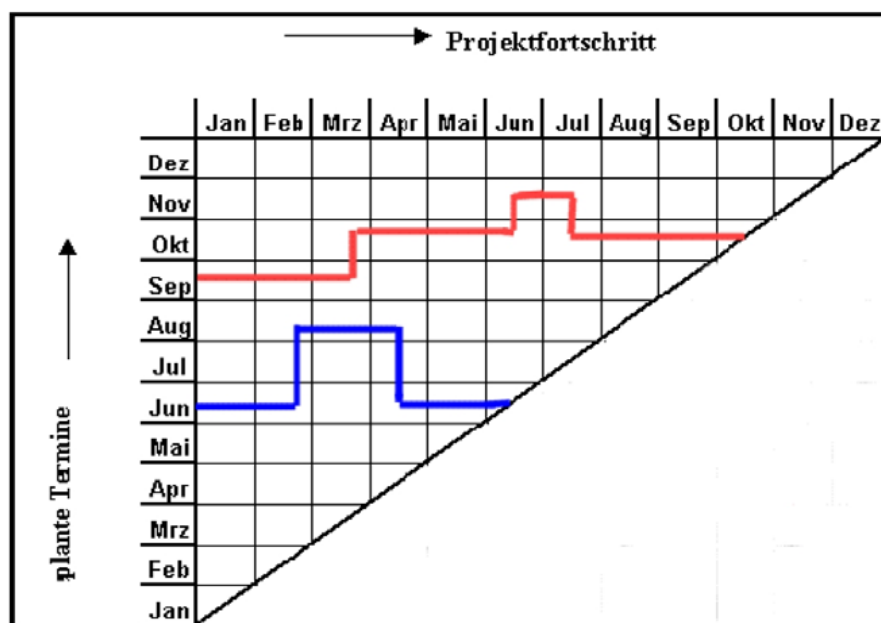 Projektfortschritt
Jan Feb Mrz Apr Mai Jun Jul Aug Sep Okt Nov Dez
Dez
Nov
Okt
Sep
Aug
Jul
Jun
Mai
Apr
Mrz
Feb
Jan
plante Termine